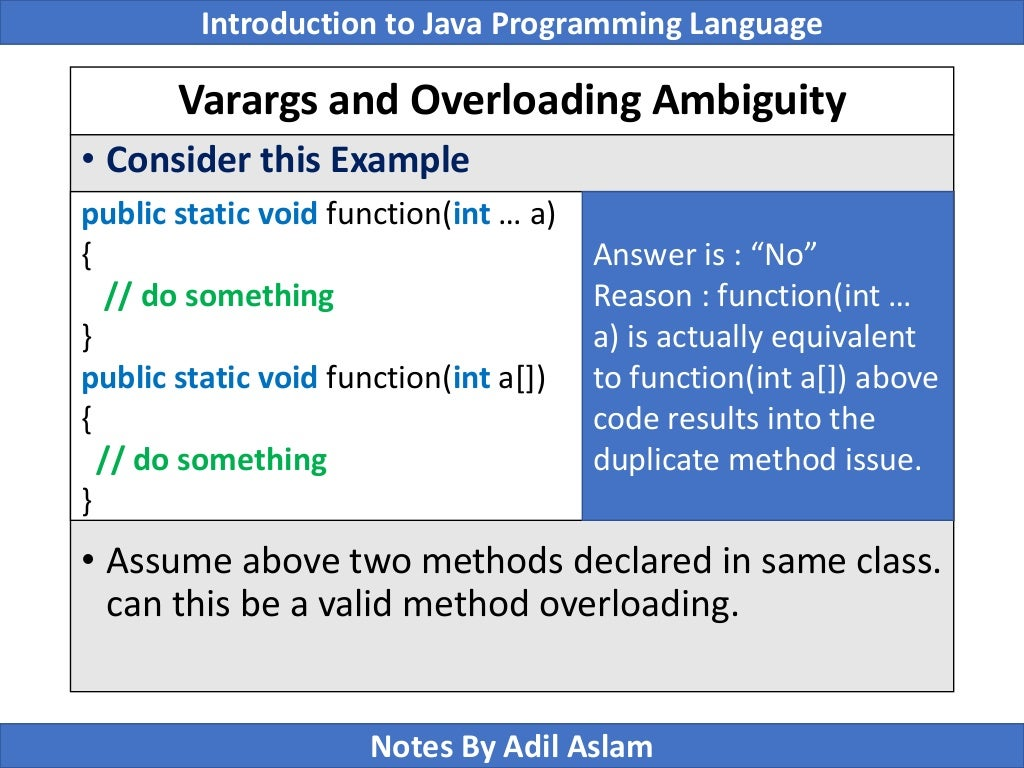 Introduction to Java Programming Language
Varargs and Overloading Ambiguity
• Consider this Example
public static void function(int … a)
{
// do something
}
public static void function(int a[])
{
// do something
}
Answer is : “No”
Reason : function(int …
a) is actually equivalent
to function(int a[]) above
code results into the
duplicate method issue.
• Assume above two methods declared in same class.
can this be a valid method overloading.
Notes By Adil Aslam